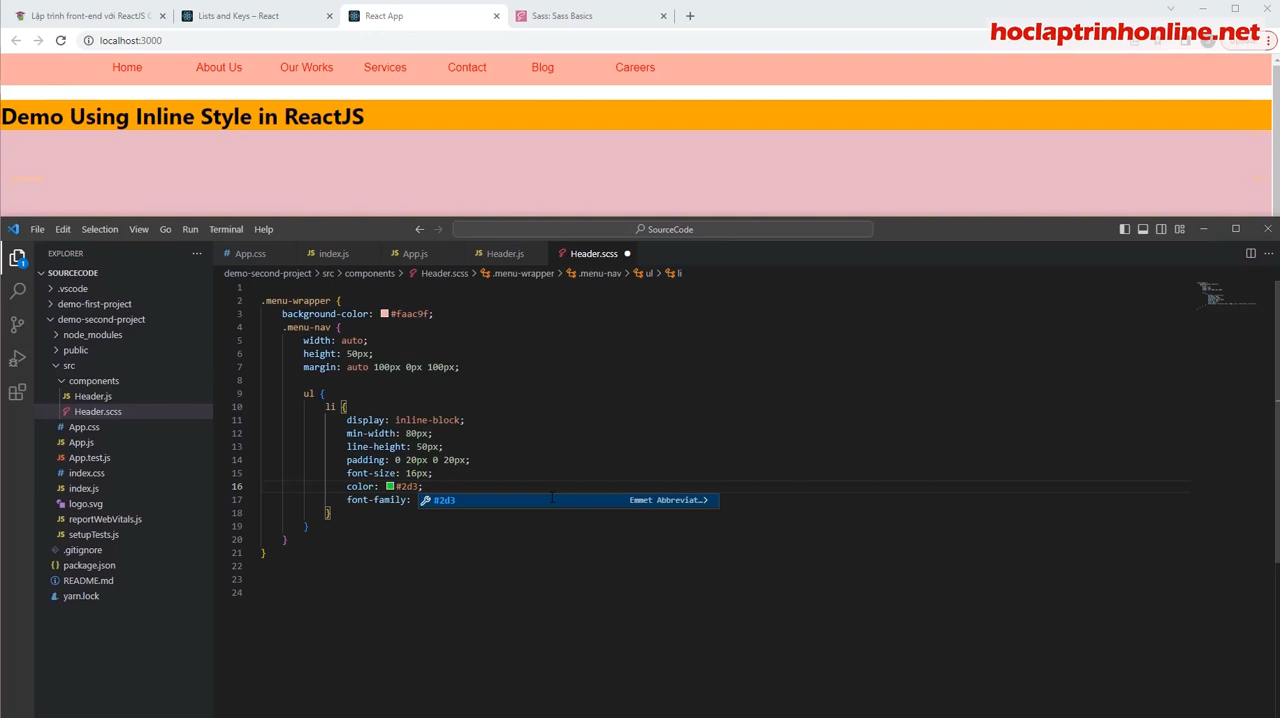 Lập trình front-end với ReactJS C
Lists and Keys – React
React App
Sass: Sass Basics
hoclaptrinhonline.net
localhost:3000
Home About Us Our Works Services Contact Blog Careers
Demo Using Inline Style in ReactJS
File Edit Selection View Go Run Terminal Help
SourceCode
EXPLORER
App.css index.js App.js Header.js Header.scss
SOURCECODE
demo-second-project > src > components > Header.scss > .menu-wrapper > .menu-nav > ul > li
.vscode
demo-first-project
demo-second-project
node_modules
public
src
components
Header.js
Header.scss
App.css
App.js
App.test.js
index.css
index.js
logo.svg
reportWebVitals.js
setupTests.js
.gitignore
package.json
README.md
yarn.lock
1
2 .menu-wrapper {
3 background-color: #faac9f;
4 .menu-nav {
5 width: auto;
6 height: 50px;
7 margin: auto 100px 0px 100px;
8
9 ul {
10 li {
11 display: inline-block;
12 min-width: 80px;
13 line-height: 50px;
14 padding: 0 20px 0 20px;
15 font-size: 16px;
16 color: #2d3;
17 font-family:
#2d3 Emmet Abbreviat…>
18 }
19 }
20 }
21 }
22
23
24